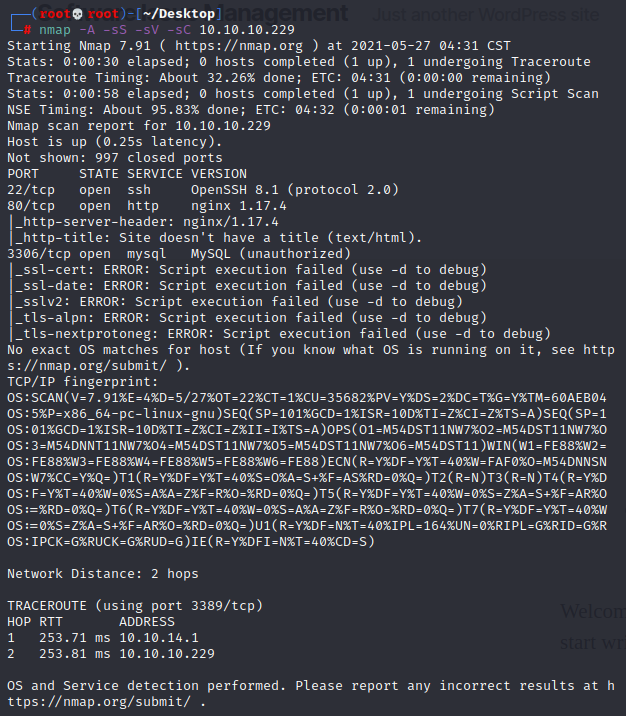 Software Management Just another WordPress site
┌──(root💀root)-[~/Desktop]
└─# nmap -A -sS -sV -sC 10.10.10.229
Starting Nmap 7.91 ( https://nmap.org ) at 2021-05-27 04:31 CST
Stats: 0:00:30 elapsed; 0 hosts completed (1 up), 1 undergoing Traceroute
Traceroute Timing: About 32.26% done; ETC: 04:31 (0:00:00 remaining)
Stats: 0:00:58 elapsed; 0 hosts completed (1 up), 1 undergoing Script Scan
NSE Timing: About 95.83% done; ETC: 04:32 (0:00:01 remaining)
Nmap scan report for 10.10.10.229
Host is up (0.25s latency).
Not shown: 997 closed ports
PORT     STATE SERVICE VERSION
22/tcp   open  ssh     OpenSSH 8.1 (protocol 2.0)
80/tcp   open  http    nginx 1.17.4
|_http-server-header: nginx/1.17.4
|_http-title: Site doesn't have a title (text/html).
3306/tcp open  mysql   MySQL (unauthorized)
|_ssl-cert: ERROR: Script execution failed (use -d to debug)
|_ssl-date: ERROR: Script execution failed (use -d to debug)
|_sslv2: ERROR: Script execution failed (use -d to debug)
|_tls-alpn: ERROR: Script execution failed (use -d to debug)
|_tls-nextprotoneg: ERROR: Script execution failed (use -d to debug)
No exact OS matches for host (If you know what OS is running on it, see http
s://nmap.org/submit/ ).
TCP/IP fingerprint:
OS:SCAN(V=7.91%E=4%D=5/27%OT=22%CT=1%CU=35682%PV=Y%DS=2%DC=T%G=Y%TM=60AEB04
OS:5%P=x86_64-pc-linux-gnu)SEQ(SP=101%GCD=1%ISR=10D%TI=Z%CI=Z%TS=A)SEQ(SP=1
OS:01%GCD=1%ISR=10D%TI=Z%CI=Z%II=I%TS=A)OPS(O1=M54DST11NW7%O2=M54DST11NW7%O
OS:3=M54DNNT11NW7%O4=M54DST11NW7%O5=M54DST11NW7%O6=M54DST11)WIN(W1=FE88%W2=
OS:FE88%W3=FE88%W4=FE88%W5=FE88%W6=FE88)ECN(R=Y%DF=Y%T=40%W=FAF0%O=M54DNNSN
OS:W7%CC=Y%Q=)T1(R=Y%DF=Y%T=40%S=O%A=S+%F=AS%RD=0%Q=)T2(R=N)T3(R=N)T4(R=Y%D
OS:F=Y%T=40%W=0%S=A%A=Z%F=R%O=%RD=0%Q=)T5(R=Y%DF=Y%T=40%W=0%S=Z%A=S+%F=AR%O
OS:=%RD=0%Q=)T6(R=Y%DF=Y%T=40%W=0%S=A%A=Z%F=R%O=%RD=0%Q=)T7(R=Y%DF=Y%T=40%W
OS:=0%S=Z%A=S+%F=AR%O=%RD=0%Q=)U1(R=Y%DF=N%T=40%IPL=164%UN=0%RIPL=G%RID=G%R
OS:IPCK=G%RUCK=G%RUD=G)IE(R=Y%DFI=N%T=40%CD=S)
Network Distance: 2 hops
TRACEROUTE (using port 3389/tcp)
HOP RTT       ADDRESS
1   253.71 ms 10.10.14.1
2   253.81 ms 10.10.10.229
Welcom
start wr
OS and Service detection performed. Please report any incorrect results at h
ttps://nmap.org/submit/ .